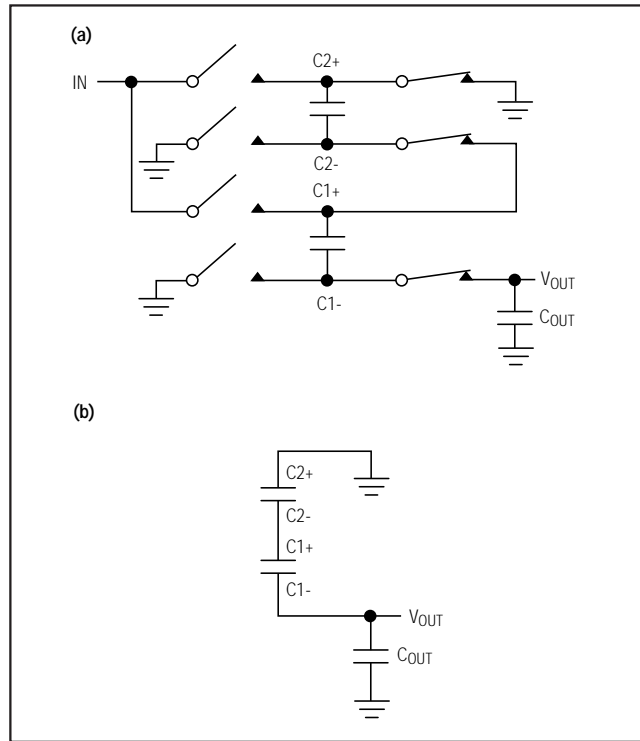 (a)
IN
C2+
C2-
C1+
C1-
VOUT
COUT
(b)
C2+
C2-
C1+
C1-
VOUT
COUT